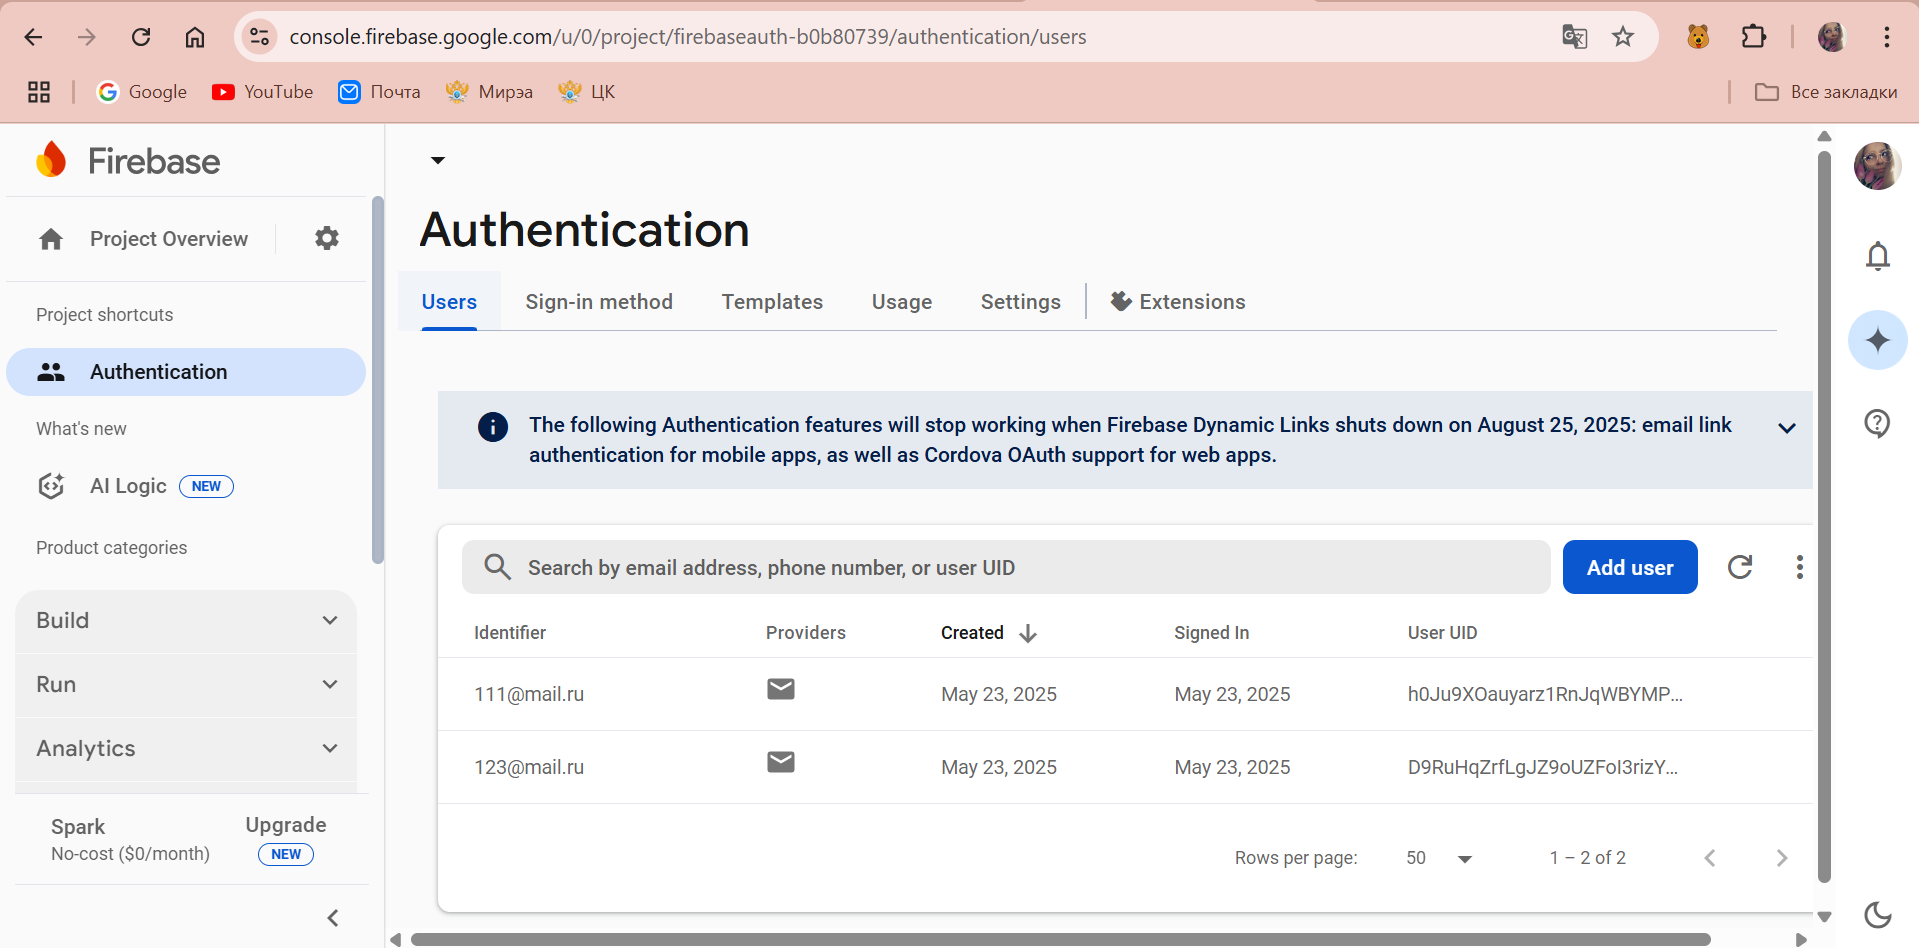 console.firebase.google.com/u/0/project/firebaseauth-b0b80739/authentication/users
Google
YouTube
Почта
Мирэа
ЦК
Все закладки
Firebase
Project Overview
Project shortcuts
Authentication
What's new
AI Logic NEW
Product categories
Build
Run
Analytics
Spark
No-cost ($0/month)
Upgrade
NEW
Authentication
Users Sign-in method Templates Usage Settings Extensions
The following Authentication features will stop working when Firebase Dynamic Links shuts down on August 25, 2025: email link
authentication for mobile apps, as well as Cordova OAuth support for web apps.
Search by email address, phone number, or user UID
Add user
Identifier Providers Created Signed In User UID
111@mail.ru May 23, 2025 May 23, 2025 h0Ju9XOauyarz1RnJqWBYMP...
123@mail.ru May 23, 2025 May 23, 2025 D9RuHqZrfLgJZ9oUZFol3rizY...
Rows per page: 50 1 – 2 of 2